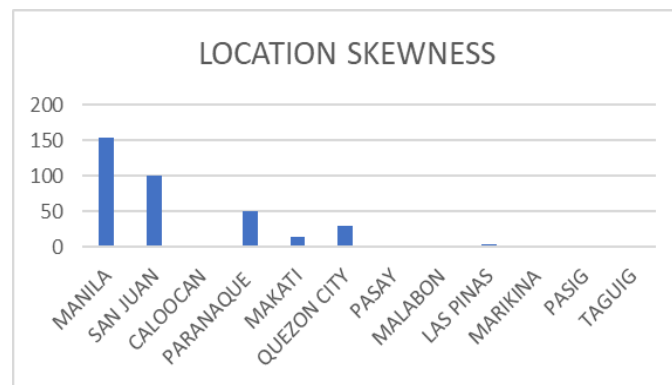 LOCATION SKEWNESS
200
150
100
50
0
MANILA
SAN JUAN
CALOOCAN
PARANAQUE
MAKATI
QUEZON CITY
PASAY
MALABON
LAS PINAS
MARIKINA
PASIG
TAGUIG